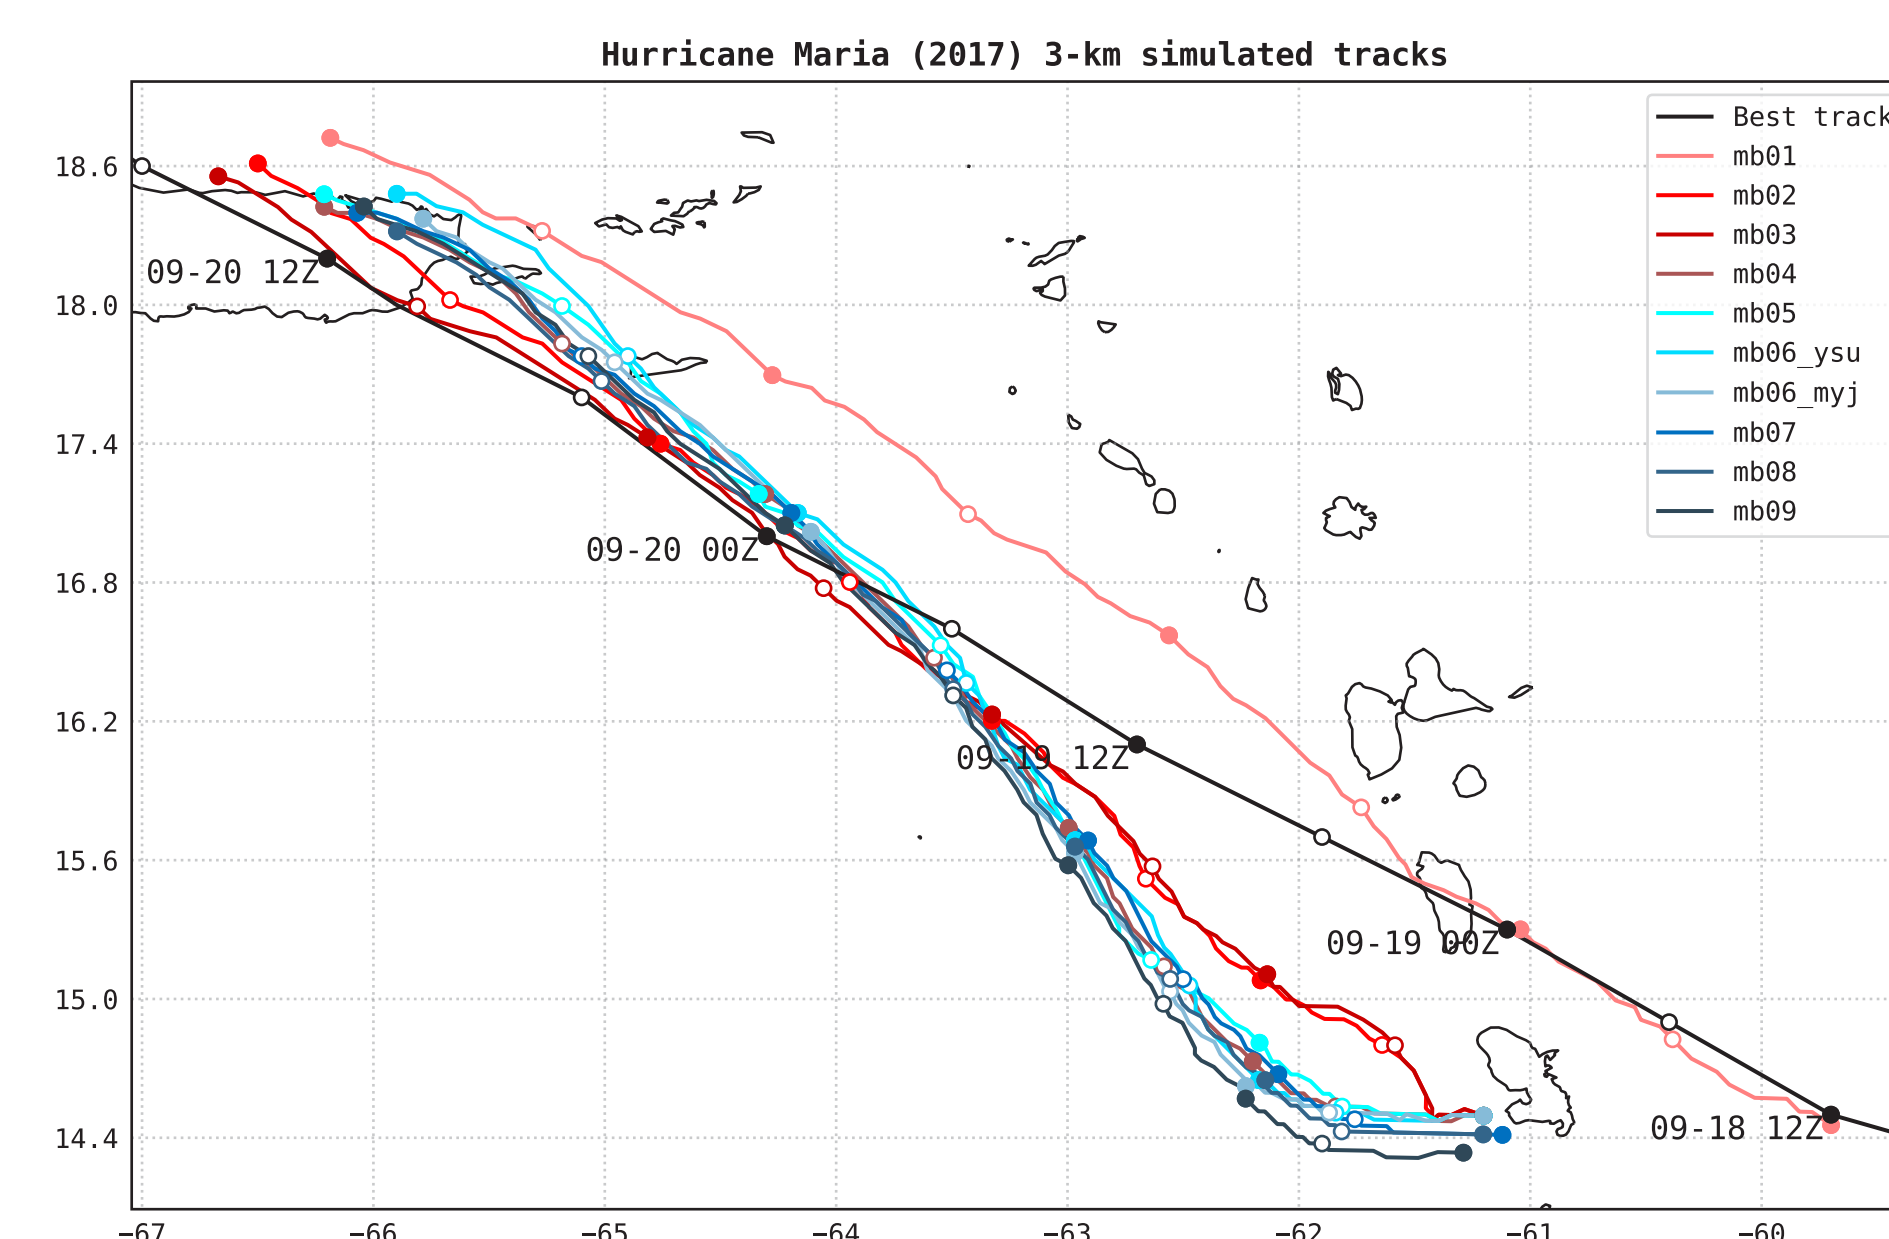 Hurricane Maria (2017) 3-km simulated tracks
Best track
mb01
mb02
mb03
mb04
mb05
mb06_ysu
mb06_myj
mb07
mb08
mb09
18.6
18.0
17.4
16.8
16.2
15.6
15.0
14.4
09-20 12Z
09-20 00Z
09-19 12Z
09-19 00Z
09-18 12Z
−67 −66 −65 −64 −63 −62 −61 −60